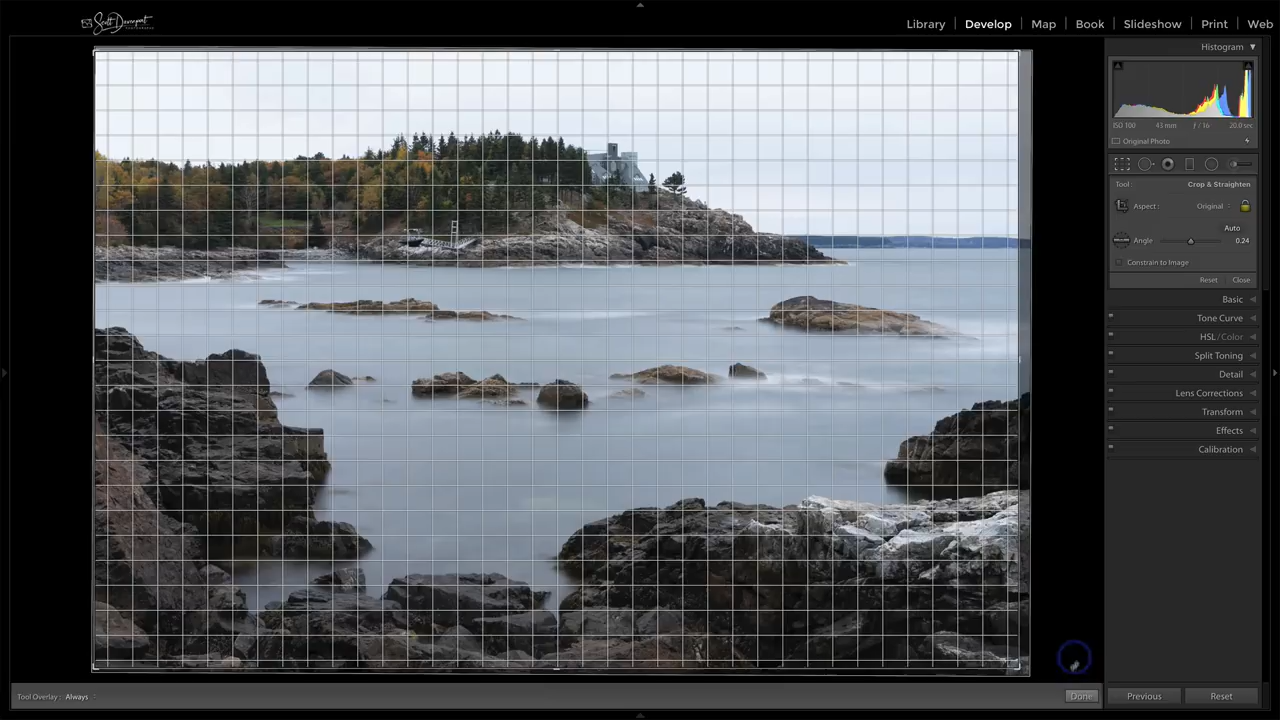 Scott Davenport
Library | Develop | Map | Book | Slideshow | Print | Web
Histogram
ISO 100 43 mm ƒ / 16 20.0 sec
Original Photo
Tool : Crop & Straighten
Aspect : Original
Auto
Angle 0.24
Constrain to Image
Reset Close
Basic
Tone Curve
HSL / Color
Split Toning
Detail
Lens Corrections
Transform
Effects
Calibration
Tool Overlay : Always
Done
Previous Reset